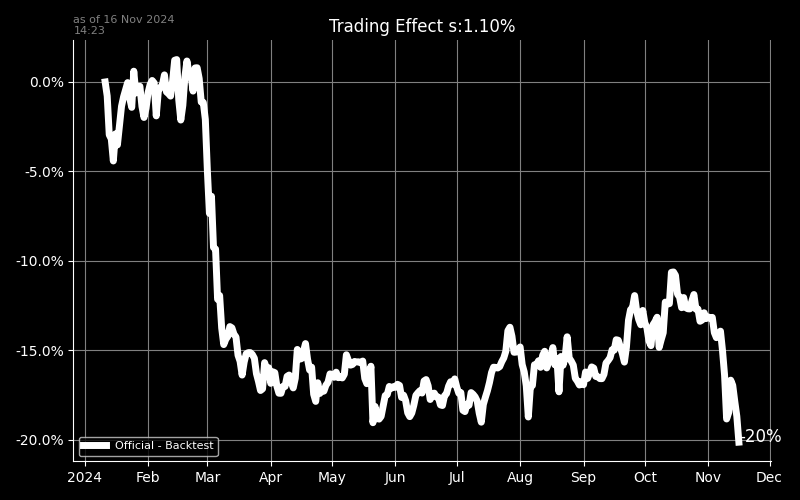 as of 16 Nov 2024
14:23
Trading Effect s:1.10%
0.0%
-5.0%
-10.0%
-15.0%
-20.0%
-20%
Official - Backtest
2024 Feb Mar Apr May Jun Jul Aug Sep Oct Nov Dec